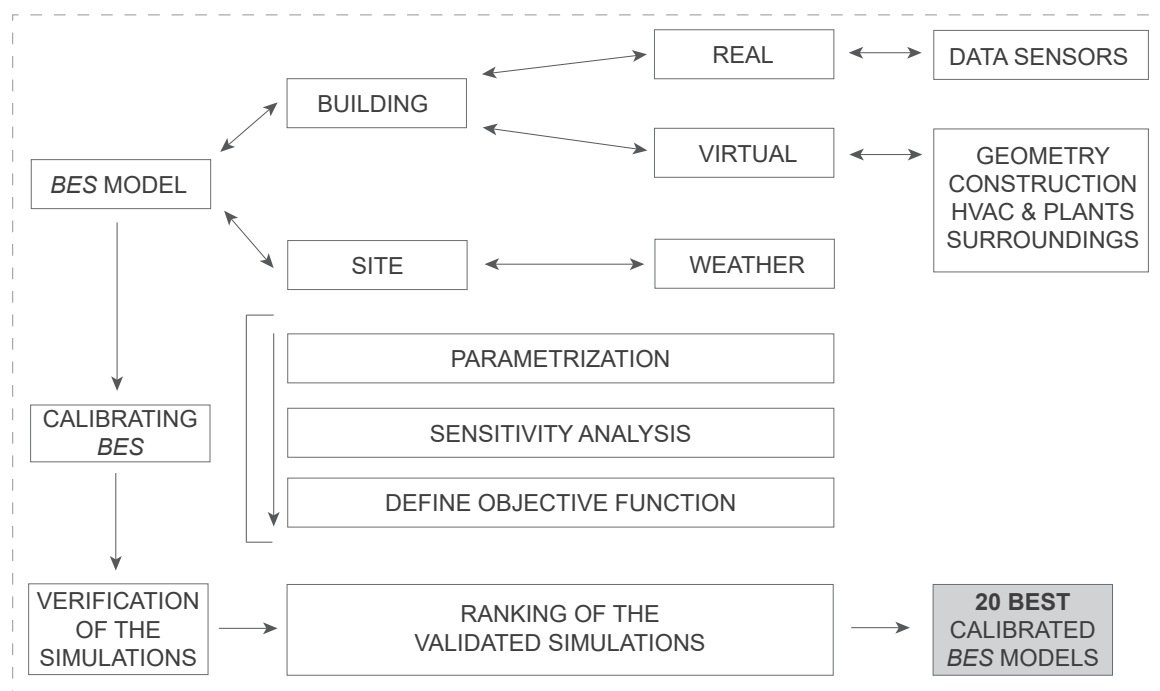 REAL
DATA SENSORS
BUILDING
VIRTUAL
GEOMETRY
CONSTRUCTION
HVAC & PLANTS
SURROUNDINGS
BES MODEL
SITE
WEATHER
PARAMETRIZATION
CALIBRATING
BES
SENSITIVITY ANALYSIS
DEFINE OBJECTIVE FUNCTION
VERIFICATION
OF THE
SIMULATIONS
RANKING OF THE
VALIDATED SIMULATIONS
20 BEST
CALIBRATED
BES MODELS